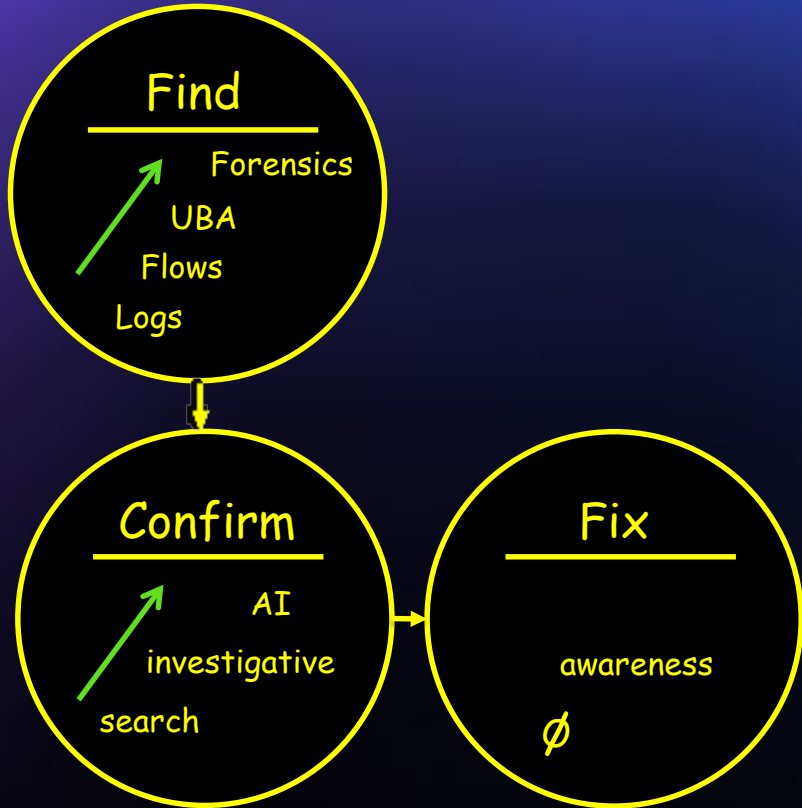 Find
Forensics
UBA
Flows
Logs
Confirm
AI
investigative
search
Fix
awareness
ϕ